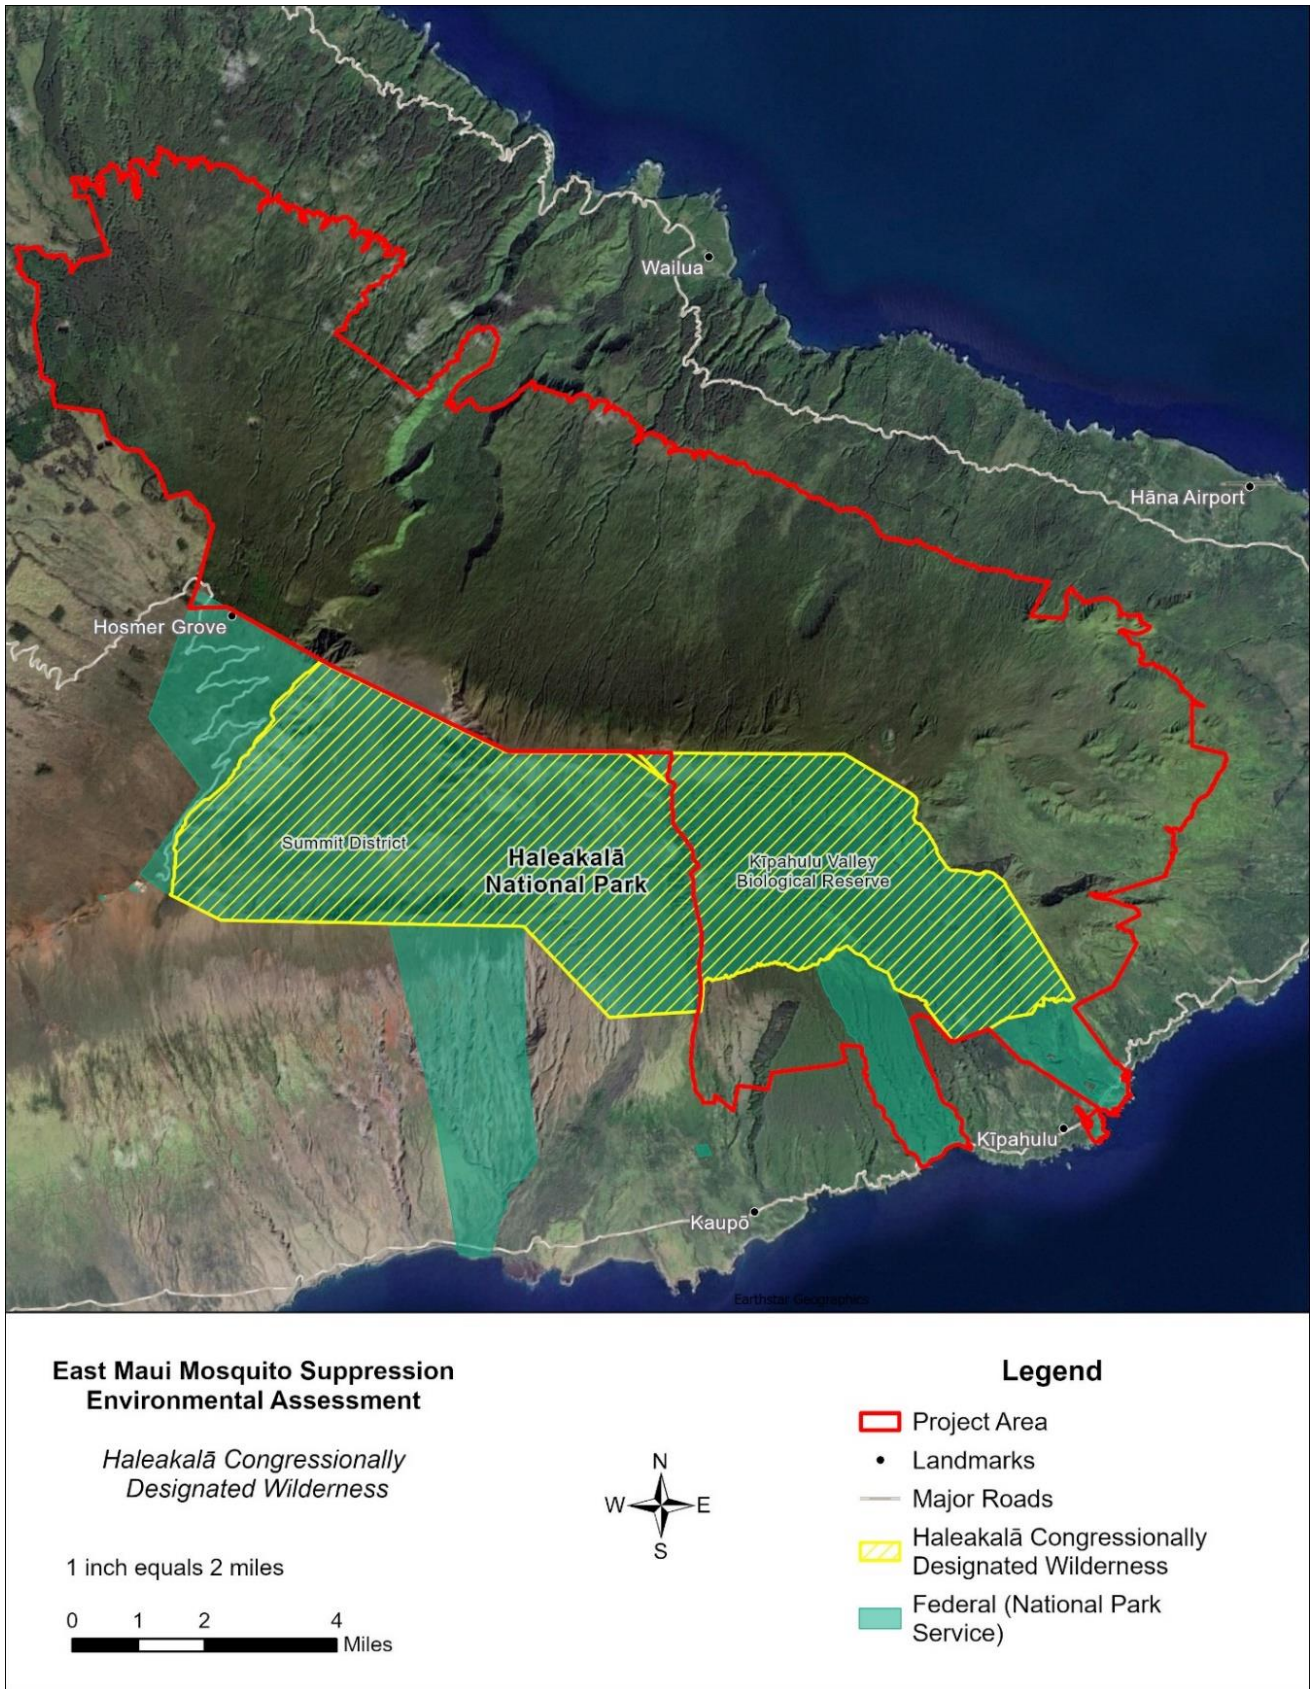 Wailua
Hāna Airport
Hosmer Grove
Summit District
Haleakalā
National Park
Kīpahulu Valley
Biological Reserve
Kīpahulu
Kaupō
Earthstar Geographics
East Maui Mosquito Suppression
Environmental Assessment
Haleakalā Congressionally
Designated Wilderness
1 inch equals 2 miles
0 1 2 4
Miles
N
W E
S
Legend
Project Area
Landmarks
Major Roads
Haleakalā Congressionally
Designated Wilderness
Federal (National Park
Service)